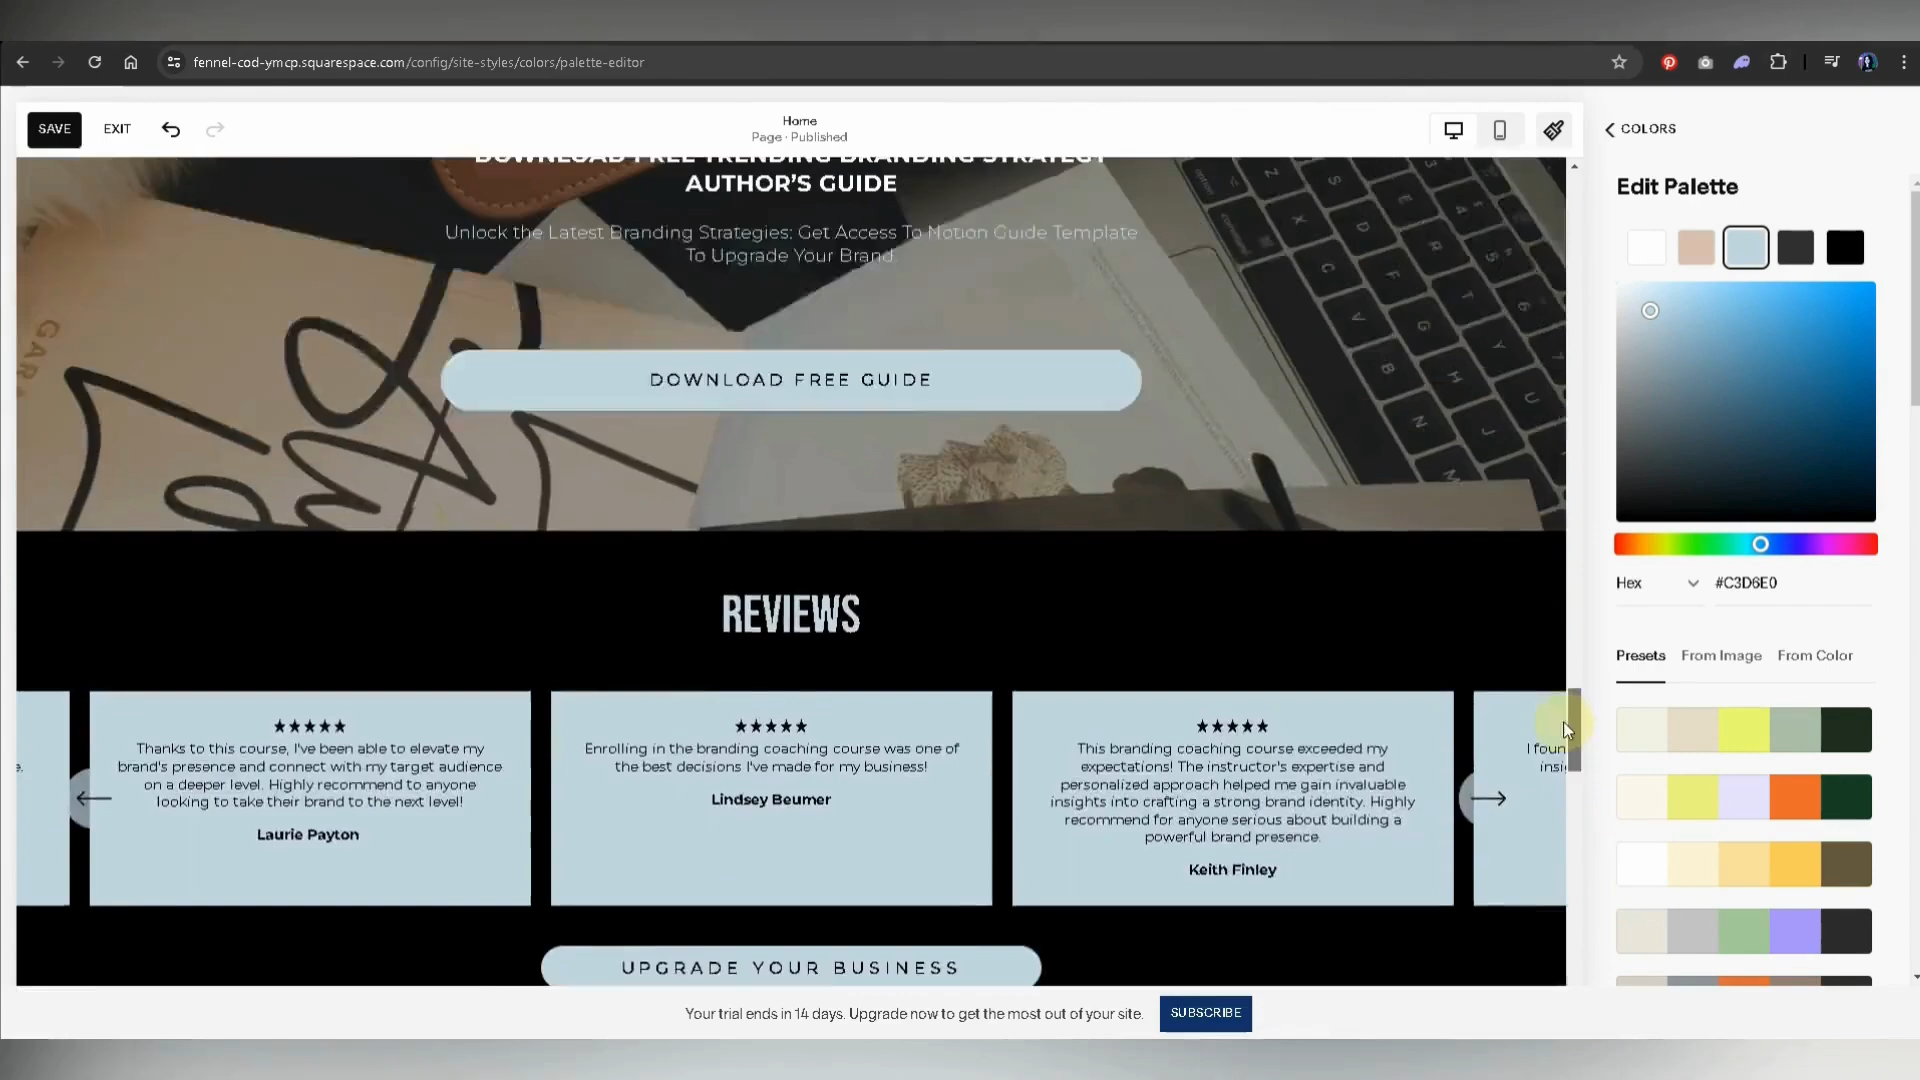 fennel-cod-ymcp.squarespace.com/config/site-styles/colors/palette-editor
SAVE
EXIT
Home
Page · Published
COLORS
Edit Palette
DOWNLOAD FREE TRENDING BRANDING STRATEGY
AUTHOR'S GUIDE
Unlock the Latest Branding Strategies: Get Access To Notion Guide Template
To Upgrade Your Brand.
DOWNLOAD FREE GUIDE
REVIEWS
★★★★★
Thanks to this course, I've been able to elevate my
brand's presence and connect with my target audience
on a deeper level. Highly recommend to anyone
looking to take their brand to the next level!
Laurie Payton
★★★★★
Enrolling in the branding coaching course was one of
the best decisions I've made for my business!
Lindsey Beumer
★★★★★
This branding coaching course exceeded my
expectations! The instructor's expertise and
personalized approach helped me gain invaluable
insights into crafting a strong brand identity. Highly
recommend for anyone serious about building a
powerful brand presence.
Keith Finley
I foun
insi
UPGRADE YOUR BUSINESS
Hex
#C3D6E0
Presets
From Image
From Color
Your trial ends in 14 days. Upgrade now to get the most out of your site.
SUBSCRIBE